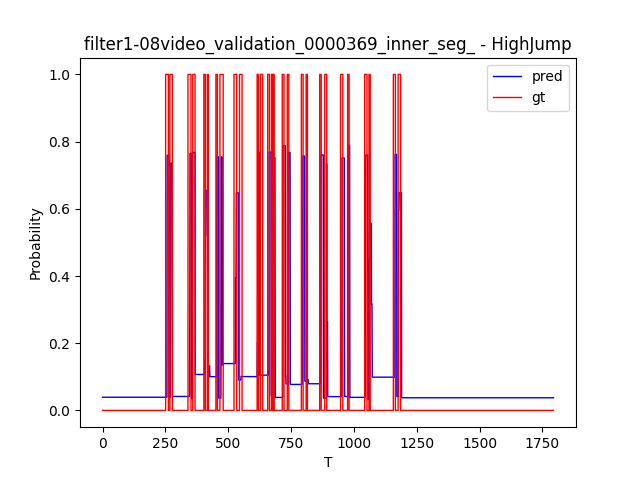 filter1-08video_validation_0000369_inner_seg_ - HighJump
pred
gt
1.0
0.8
0.6
0.4
0.2
0.0
Probability
0 250 500 750 1000 1250 1500 1750
T